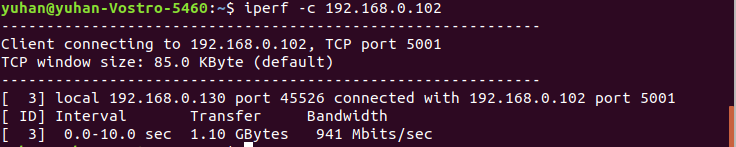 yuhan@yuhan-Vostro-5460:~$ iperf -c 192.168.0.102
------------------------------------------------------------
Client connecting to 192.168.0.102, TCP port 5001
TCP window size: 85.0 KByte (default)
------------------------------------------------------------
[  3] local 192.168.0.130 port 45526 connected with 192.168.0.102 port 5001
[ ID] Interval       Transfer     Bandwidth
[  3]  0.0-10.0 sec  1.10 GBytes   941 Mbits/sec